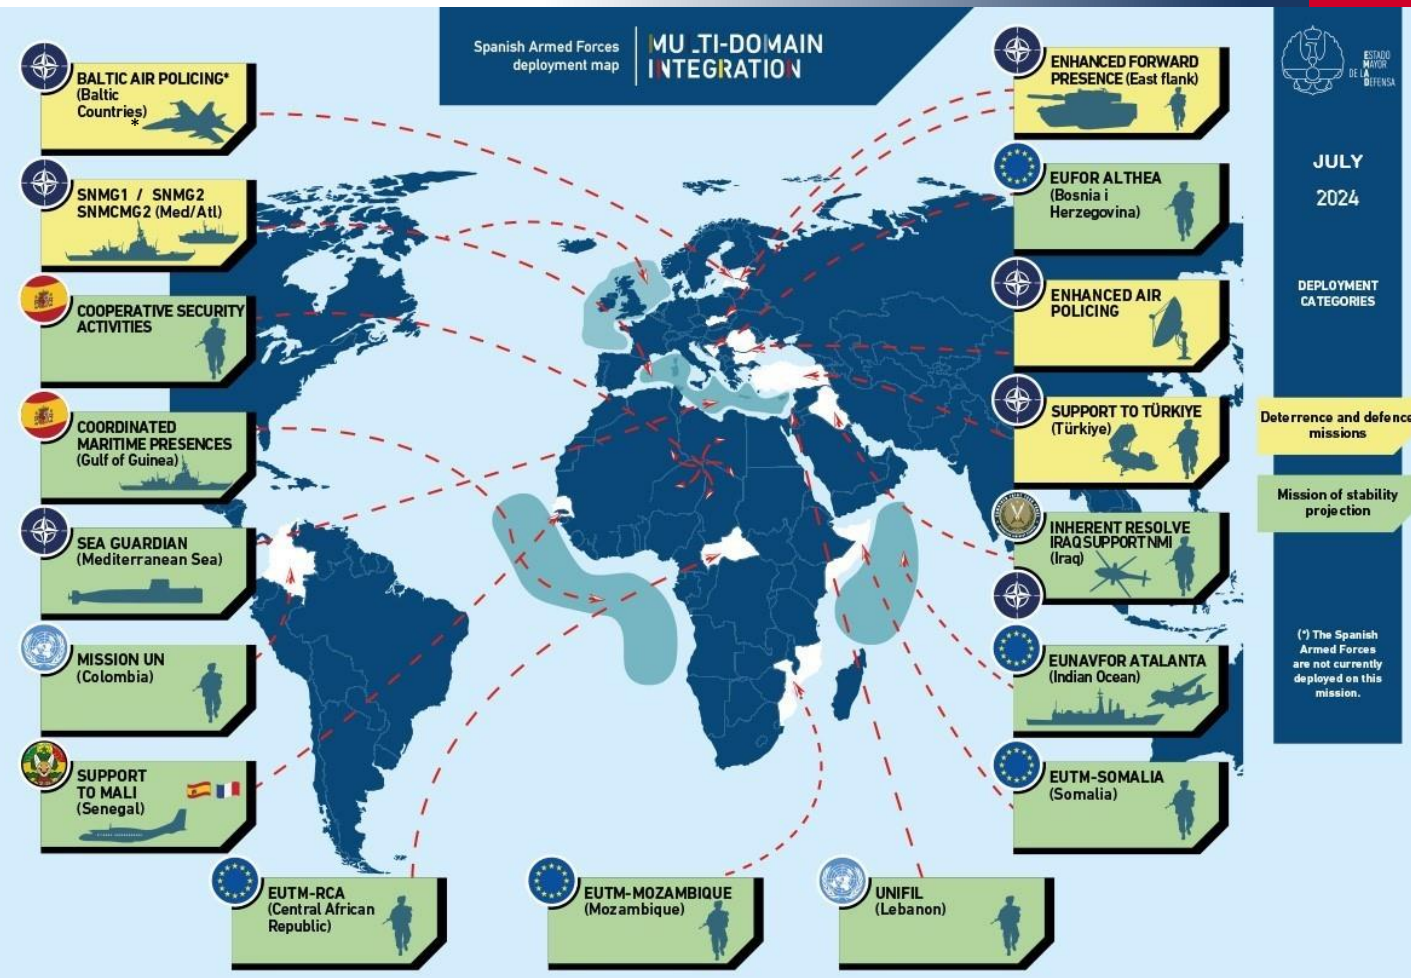 Spanish Armed Forces
deployment map
MULTI-DOMAIN
INTEGRATION
BALTIC AIR POLICING*
(Baltic
Countries)
*
SNMG1 / SNMG2
SNMCMG2 (Med/Atl)
COOPERATIVE SECURITY
ACTIVITIES
COORDINATED
MARITIME PRESENCES
(Gulf of Guinea)
SEA GUARDIAN
(Mediterranean Sea)
MISSION UN
(Colombia)
SUPPORT
TO MALI
(Senegal)
EUTM-RCA
(Central African
Republic)
EUTM-MOZAMBIQUE
(Mozambique)
UNIFIL
(Lebanon)
ENHANCED FORWARD
PRESENCE (East flank)
EUFOR ALTHEA
(Bosnia i
Herzegovina)
ENHANCED AIR
POLICING
SUPPORT TO TÜRKIYE
(Türkiye)
INHERENT RESOLVE
IRAQ SUPPORT NMI
(Iraq)
EUNAVFOR ATALANTA
(Indian Ocean)
EUTM-SOMALIA
(Somalia)
ESTADO
MAYOR
DE LA
DEFENSA
JULY
2024
DEPLOYMENT
CATEGORIES
Deterrence and defence
missions
Mission of stability
projection
(*) The Spanish
Armed Forces
are not currently
deployed on this
mission.